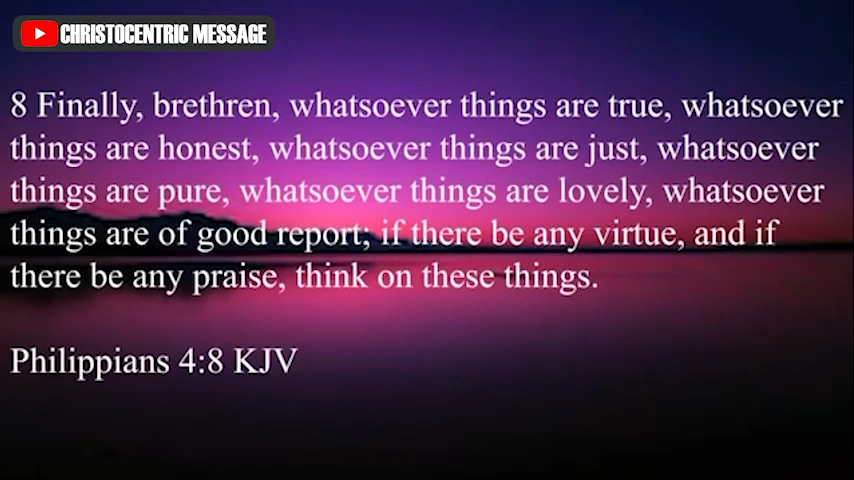 CHRISTOCENTRIC MESSAGE
8 Finally, brethren, whatsoever things are true, whatsoever
things are honest, whatsoever things are just, whatsoever
things are pure, whatsoever things are lovely, whatsoever
things are of good report; if there be any virtue, and if
there be any praise, think on these things.
Philippians 4:8 KJV